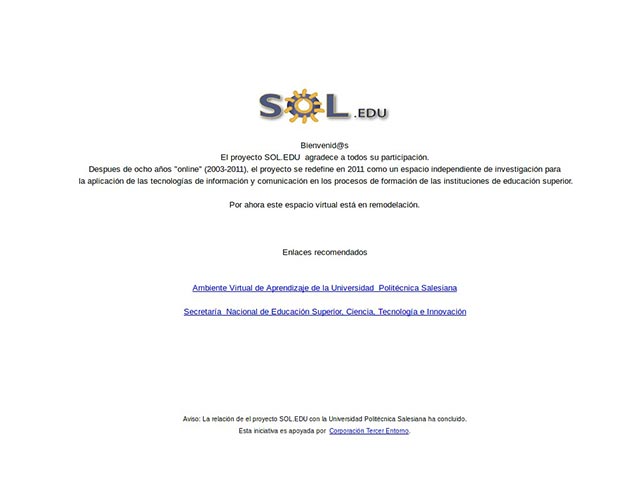 SOL.EDU
Bienvenid@s
El proyecto SOL.EDU agradece a todos su participación.
Despues de ocho años "online" (2003-2011), el proyecto se redefine en 2011 como un espacio independiente de investigación para
la aplicación de las tecnologías de información y comunicación en los procesos de formación de las instituciones de educación superior.
Por ahora este espacio virtual está en remodelación.
Enlaces recomendados
Ambiente Virtual de Aprendizaje de la Universidad Politécnica Salesiana
Secretaría Nacional de Educación Superior, Ciencia, Tecnología e Innovación
Aviso: La relación de el proyecto SOL.EDU con la Universidad Politécnica Salesiana ha concluido.
Esta iniciativa es apoyada por Corporación Tercer Entorno.